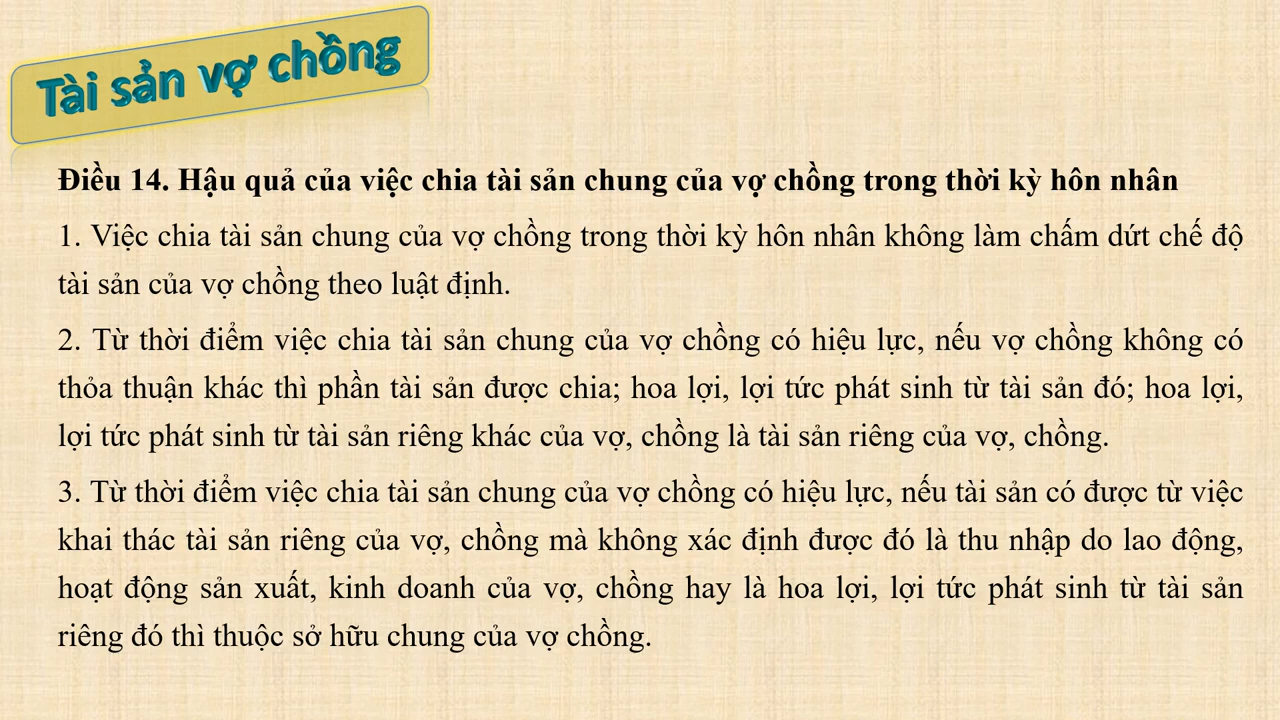 Tài sản vợ chồng
Điều 14. Hậu quả của việc chia tài sản chung của vợ chồng trong thời kỳ hôn nhân
1. Việc chia tài sản chung của vợ chồng trong thời kỳ hôn nhân không làm chấm dứt chế độ
tài sản của vợ chồng theo luật định.
2. Từ thời điểm việc chia tài sản chung của vợ chồng có hiệu lực, nếu vợ chồng không có
thỏa thuận khác thì phần tài sản được chia; hoa lợi, lợi tức phát sinh từ tài sản đó; hoa lợi,
lợi tức phát sinh từ tài sản riêng khác của vợ, chồng là tài sản riêng của vợ, chồng.
3. Từ thời điểm việc chia tài sản chung của vợ chồng có hiệu lực, nếu tài sản có được từ việc
khai thác tài sản riêng của vợ, chồng mà không xác định được đó là thu nhập do lao động,
hoạt động sản xuất, kinh doanh của vợ, chồng hay là hoa lợi, lợi tức phát sinh từ tài sản
riêng đó thì thuộc sở hữu chung của vợ chồng.